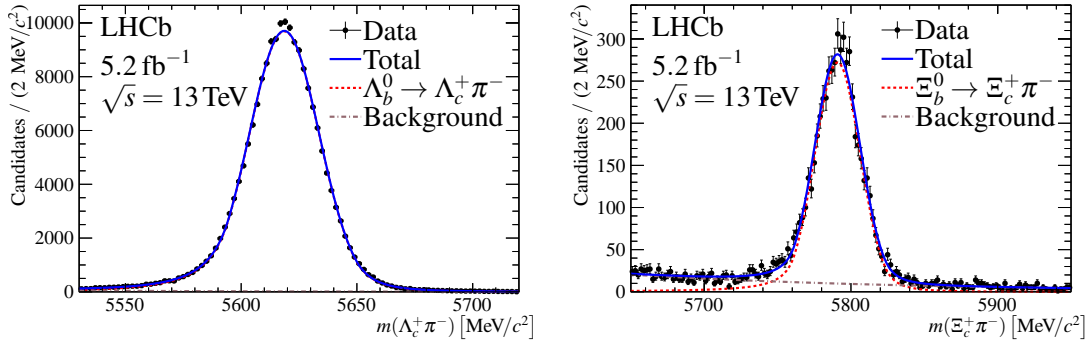 Candidates / (2 MeV/c²)
10000
8000
6000
4000
2000
0
LHCb
5.2 fb⁻¹
√s = 13 TeV
Data
Total
Λ_b^0 → Λ_c^+ π⁻
Background
5550 5600 5650 5700
m(Λ_c^+ π⁻) [MeV/c²]
Candidates / (2 MeV/c²)
300
250
200
150
100
50
0
LHCb
5.2 fb⁻¹
√s = 13 TeV
Data
Total
Ξ_b^0 → Ξ_c^+ π⁻
Background
5700 5800 5900
m(Ξ_c^+ π⁻) [MeV/c²]